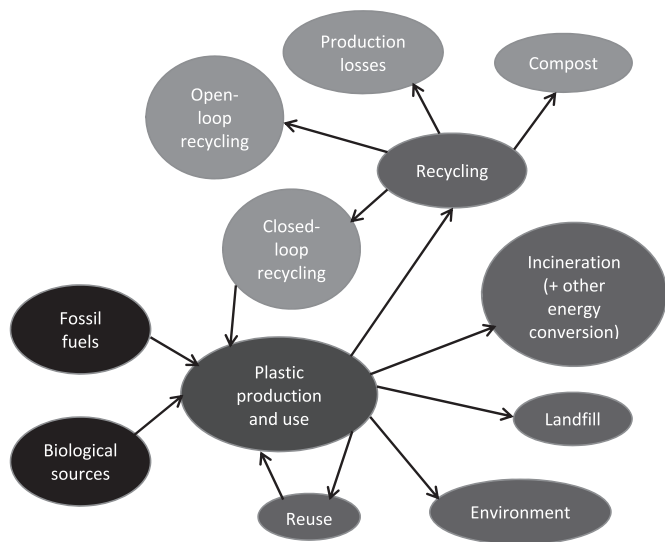 Production
losses
Compost
Open-
loop
recycling
Recycling
Closed-
loop
recycling
Incineration
(+ other
energy
conversion)
Fossil
fuels
Plastic
production
and use
Landfill
Biological
sources
Reuse
Environment